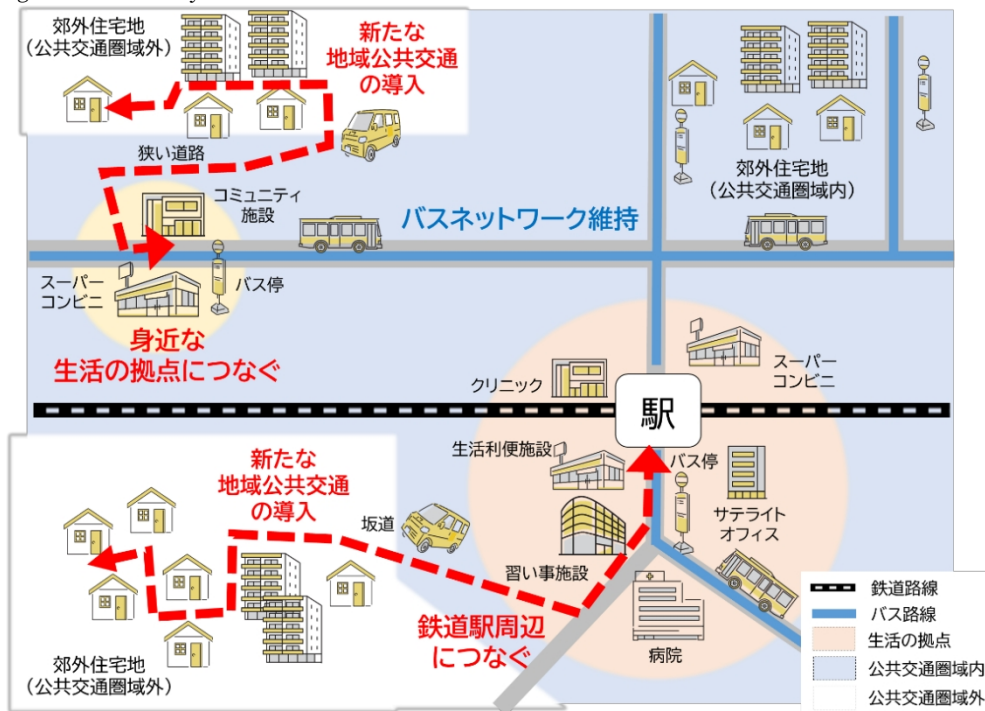 郊外住宅地
（公共交通圏域外）
新たな
地域公共交通
の導入
狭い道路
郊外住宅地
（公共交通圏域内）
コミュニティ
施設
バスネットワーク維持
スーパー
コンビニ
バス停
身近な
生活の拠点につなぐ
クリニック
スーパー
コンビニ
駅
新たな
地域公共交通
の導入
坂道
生活利便施設
バス停
サテライト
オフィス
習い事施設
鉄道駅周辺
につなぐ
病院
郊外住宅地
（公共交通圏域外）
鉄道路線
バス路線
生活の拠点
公共交通圏域内
公共交通圏域外